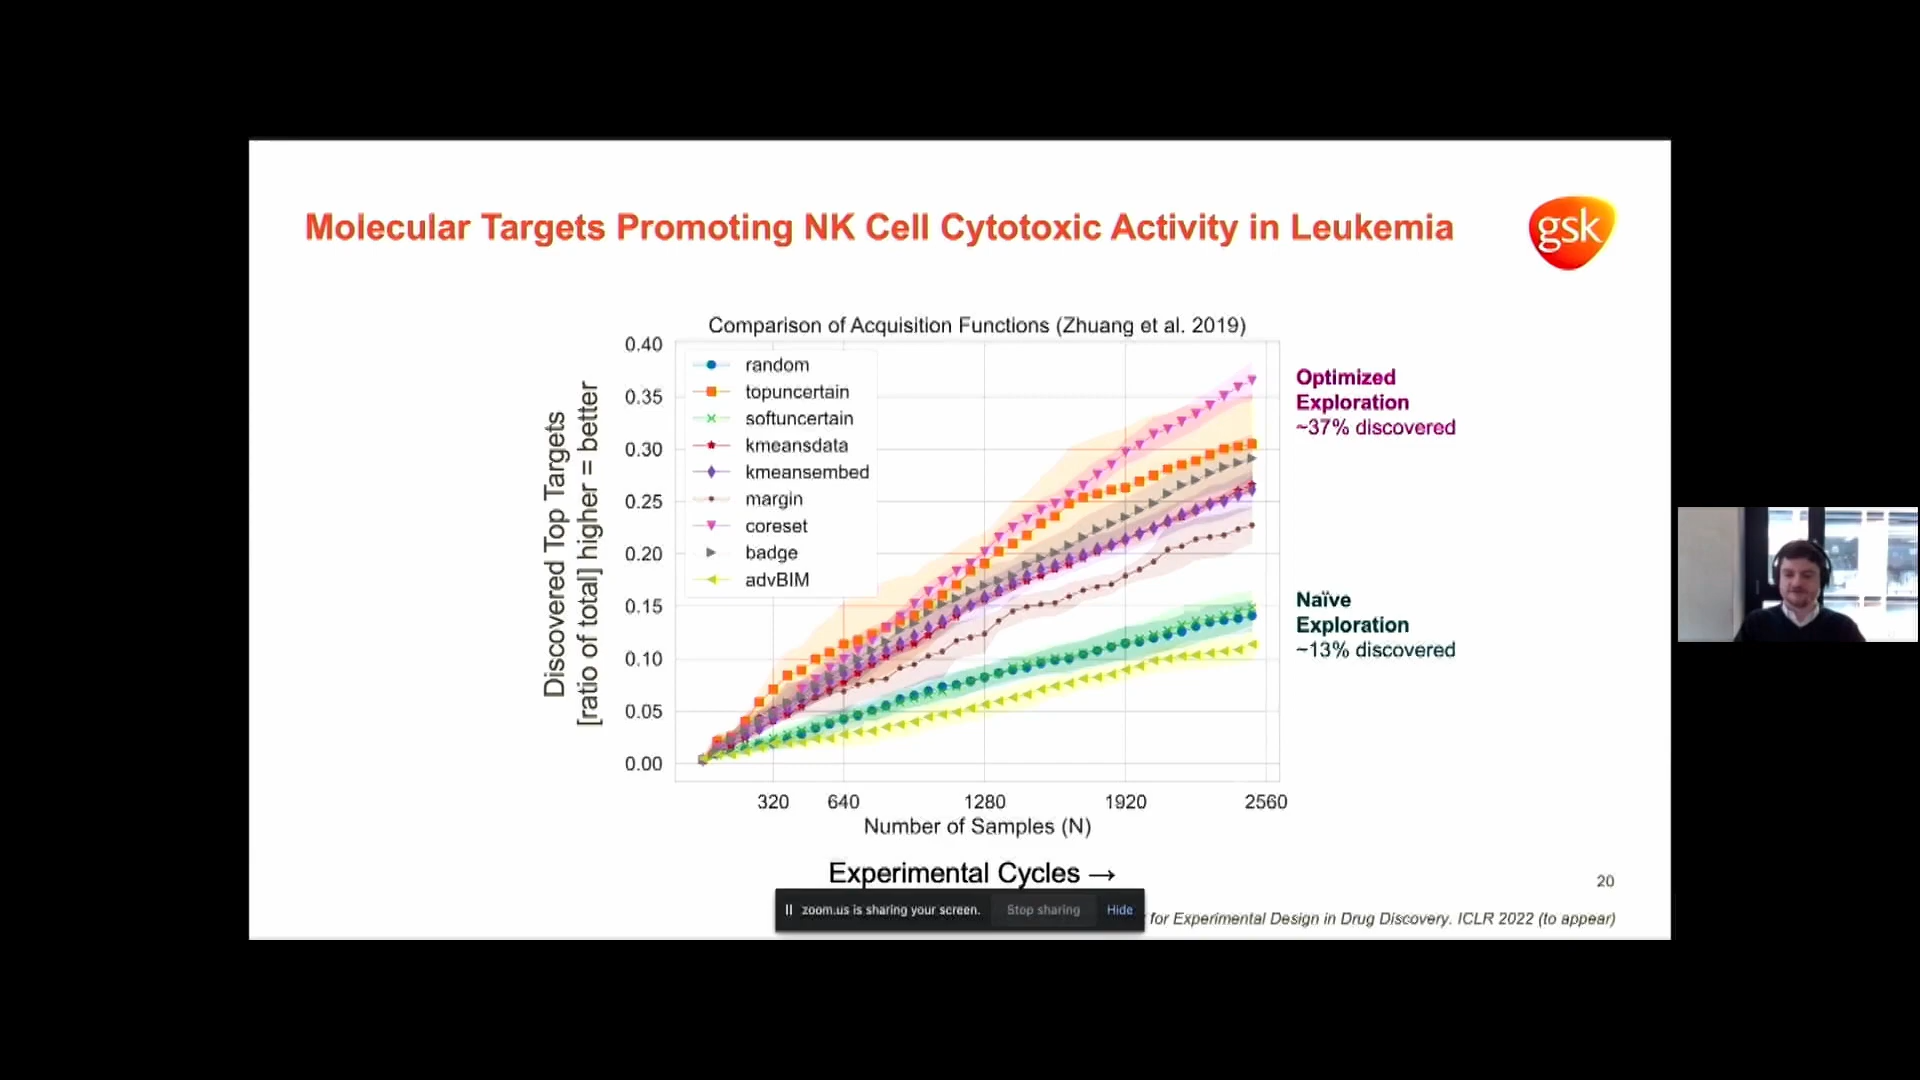 Molecular Targets Promoting NK Cell Cytotoxic Activity in Leukemia
gsk
Comparison of Acquisition Functions (Zhuang et al. 2019)
Discovered Top Targets
[ratio of total] higher = better
0.40
0.35
0.30
0.25
0.20
0.15
0.10
0.05
0.00
random
topuncertain
softuncertain
kmeansdata
kmeansembed
margin
coreset
badge
advBIM
Optimized
Exploration
~37% discovered
Naïve
Exploration
~13% discovered
320 640 1280 1920 2560
Number of Samples (N)
Experimental Cycles →
20
zoom.us is sharing your screen. Stop sharing Hide
for Experimental Design in Drug Discovery. ICLR 2022 (to appear)